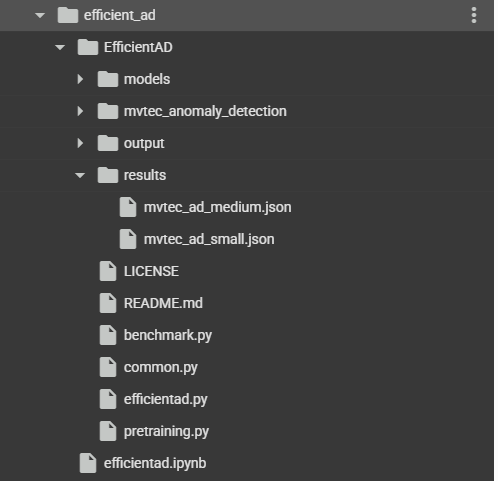 efficient_ad
EfficientAD
models
mvtec_anomaly_detection
output
results
mvtec_ad_medium.json
mvtec_ad_small.json
LICENSE
README.md
benchmark.py
common.py
efficientad.py
pretraining.py
efficientad.ipynb